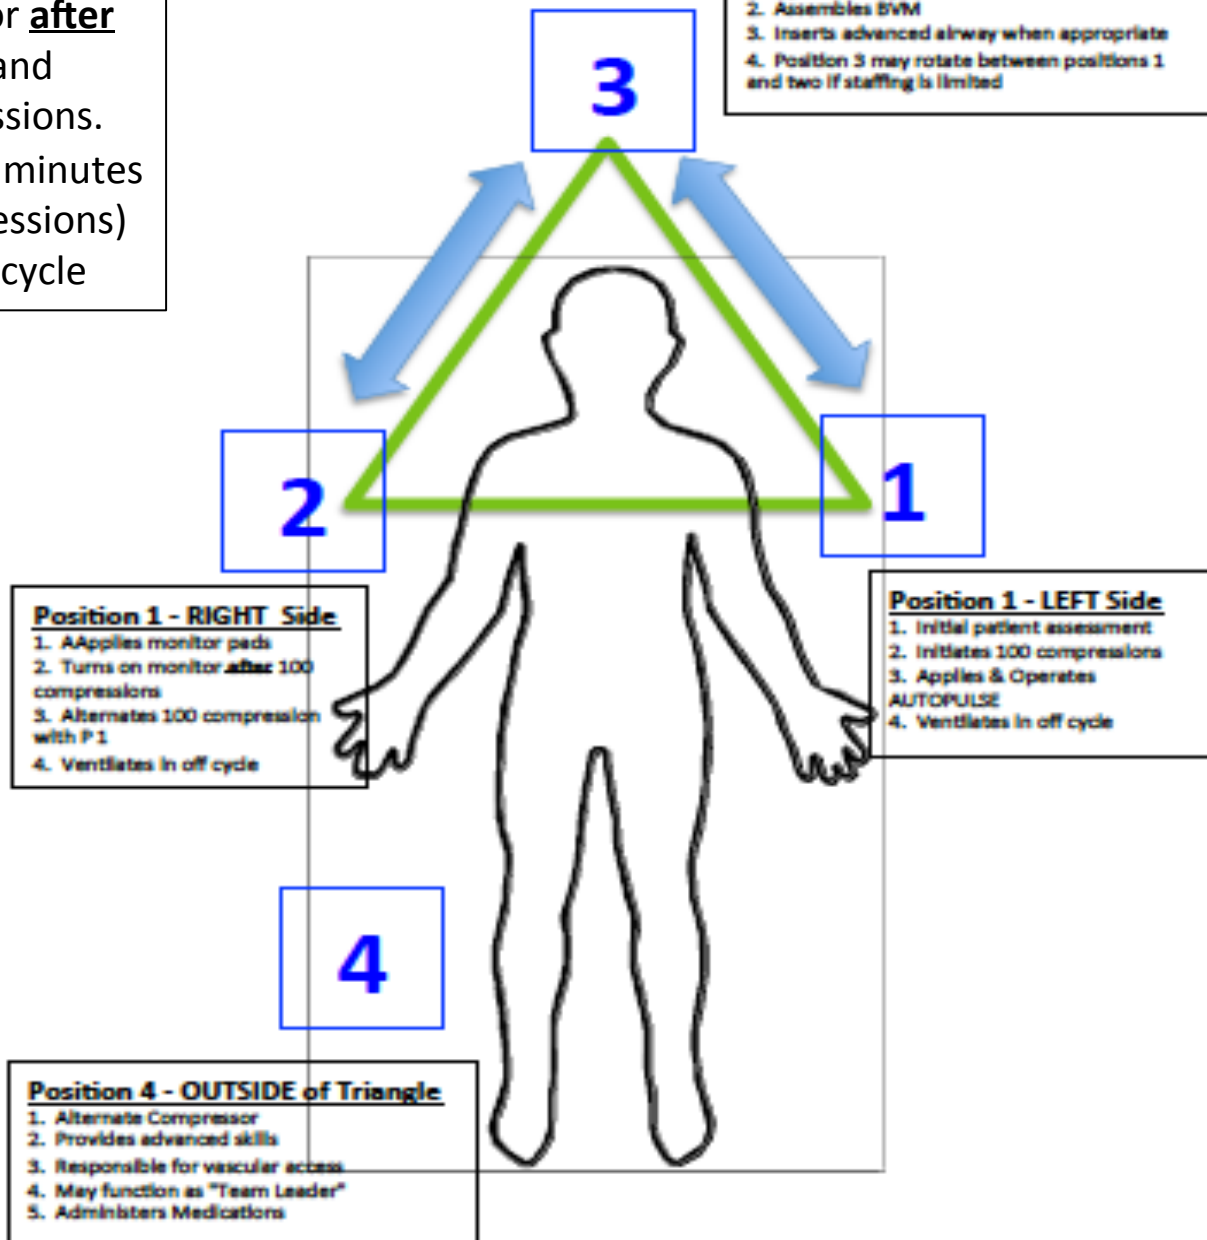 or after
and
ssions.
minutes
essions)
cycle
2. Assembles BVM
3. Inserts advanced airway when appropriate
4. Position 3 may rotate between positions 1
and two if staffing is limited
3
2
1
Position 1 - RIGHT Side
1. AApplies monitor pads
2. Turns on monitor after 100
compressions
3. Alternates 100 compression
with P 1
4. Ventilates in off cycle
Position 1 - LEFT Side
1. Initial patient assessment
2. Initiates 100 compressions
3. Applies & Operates
AUTOPULSE
4. Ventilates in off cycle
4
Position 4 - OUTSIDE of Triangle
1. Alternate Compressor
2. Provides advanced skills
3. Responsible for vascular access
4. May function as "Team Leader"
5. Administers Medications